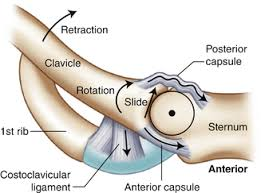 Retraction
Posterior
capsule
Clavicle
Rotation
Slide
1st rib
Sternum
Costoclavicular
ligament
Anterior capsule
Anterior